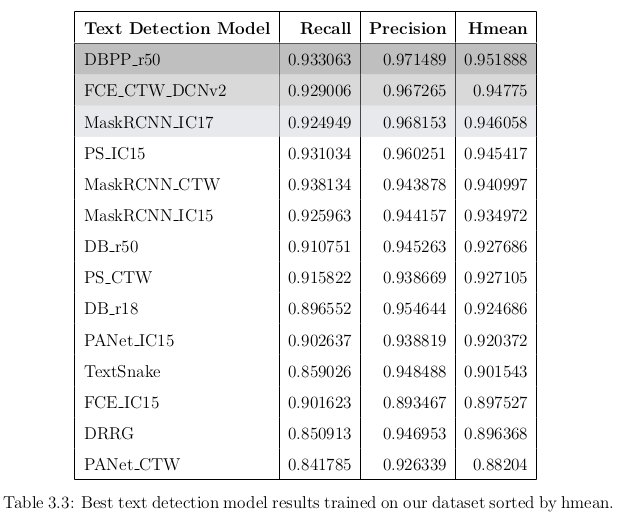 Text Detection Model Recall Precision Hmean
DBPP_r50 0.933063 0.971489 0.951888
FCE_CTW_DCNv2 0.929006 0.967265 0.94775
MaskRCNN_IC17 0.924949 0.968153 0.946058
PS_IC15 0.931034 0.960251 0.945417
MaskRCNN_CTW 0.938134 0.943878 0.940997
MaskRCNN_IC15 0.925963 0.944157 0.934972
DB_r50 0.910751 0.945263 0.927686
PS_CTW 0.915822 0.938669 0.927105
DB_r18 0.896552 0.954644 0.924686
PANet_IC15 0.902637 0.938819 0.920372
TextSnake 0.859026 0.948488 0.901543
FCE_IC15 0.901623 0.893467 0.897527
DRRG 0.850913 0.946953 0.896368
PANet_CTW 0.841785 0.926339 0.88204
Table 3.3: Best text detection model results trained on our dataset sorted by hmean.